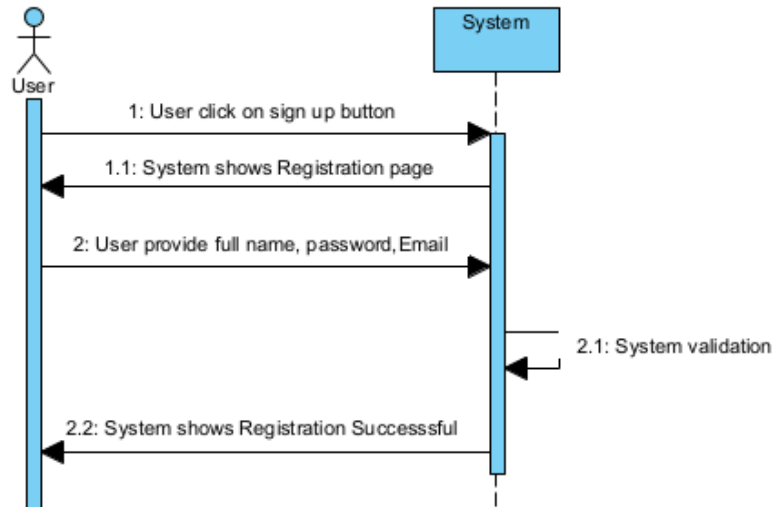 System
User
1: User click on sign up button
1.1: System shows Registration page
2: User provide full name, password,Email
2.1: System validation
2.2: System shows Registration Successsful